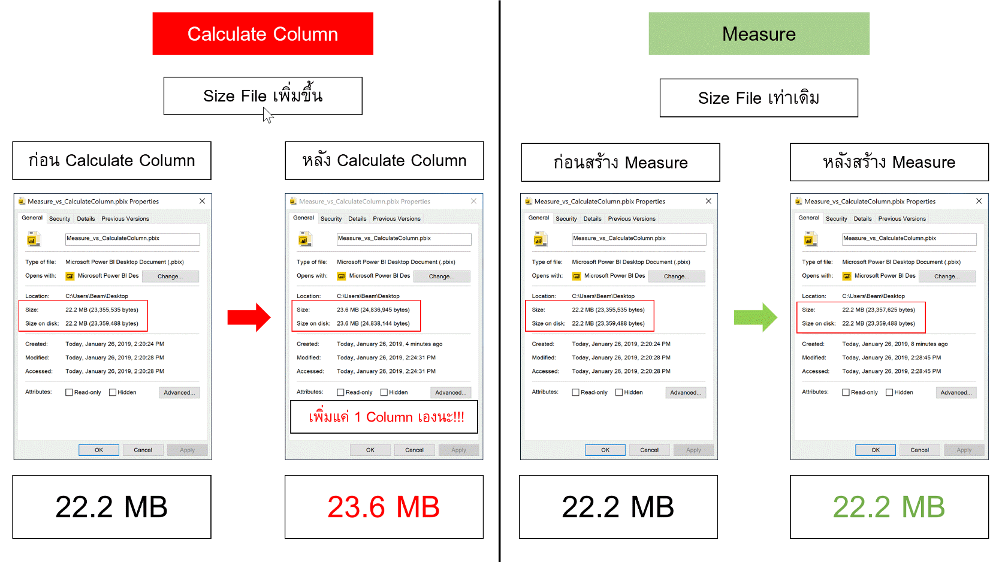 Calculate Column
Size File เพิ่มขึ้น
ก่อน Calculate Column
หลัง Calculate Column
Measure_vs_CalculateColumn.pbix Properties
General Security Details Previous Versions
Measure_vs_CalculateColumn.pbix
Type of file: Microsoft Power BI Desktop Document (.pbix)
Opens with: Microsoft Power BI Des Change...
Location: C:\Users\Beam\Desktop
Size: 22.2 MB (23,355,535 bytes)
Size on disk: 22.2 MB (23,359,488 bytes)
Created: Today, January 26, 2019, 2:20:24 PM
Modified: Today, January 26, 2019, 2:20:28 PM
Accessed: Today, January 26, 2019, 2:20:28 PM
Attributes: Read-only Hidden Advanced...
OK Cancel Apply
22.2 MB
Measure_vs_CalculateColumn.pbix Properties
General Security Details Previous Versions
Measure_vs_CalculateColumn.pbix
Type of file: Microsoft Power BI Desktop Document (.pbix)
Opens with: Microsoft Power BI Des Change...
Location: C:\Users\Beam\Desktop
Size: 23.6 MB (24,836,945 bytes)
Size on disk: 23.6 MB (24,838,144 bytes)
Created: Today, January 26, 2019, 4 minutes ago
Modified: Today, January 26, 2019, 2:24:31 PM
Accessed: Today, January 26, 2019, 2:24:31 PM
Attributes: Read-only Hidden Advanced...
เพิ่มแค่ 1 Column เองนะ!!!
OK Cancel Apply
23.6 MB
Measure
Size File เท่าเดิม
ก่อนสร้าง Measure
หลังสร้าง Measure
Measure_vs_CalculateColumn.pbix Properties
General Security Details Previous Versions
Measure_vs_CalculateColumn.pbix
Type of file: Microsoft Power BI Desktop Document (.pbix)
Opens with: Microsoft Power BI Des Change...
Location: C:\Users\Beam\Desktop
Size: 22.2 MB (23,355,535 bytes)
Size on disk: 22.2 MB (23,359,488 bytes)
Created: Today, January 26, 2019, 2:20:24 PM
Modified: Today, January 26, 2019, 2:20:28 PM
Accessed: Today, January 26, 2019, 2:20:28 PM
Attributes: Read-only Hidden Advanced...
OK Cancel Apply
22.2 MB
Measure_vs_CalculateColumn.pbix Properties
General Security Details Previous Versions
Measure_vs_CalculateColumn.pbix
Type of file: Microsoft Power BI Desktop Document (.pbix)
Opens with: Microsoft Power BI Des Change...
Location: C:\Users\Beam\Desktop
Size: 22.2 MB (23,357,625 bytes)
Size on disk: 22.2 MB (23,359,488 bytes)
Created: Today, January 26, 2019, 8 minutes ago
Modified: Today, January 26, 2019, 2:28:45 PM
Accessed: Today, January 26, 2019, 2:28:45 PM
Attributes: Read-only Hidden Advanced...
OK Cancel Apply
22.2 MB